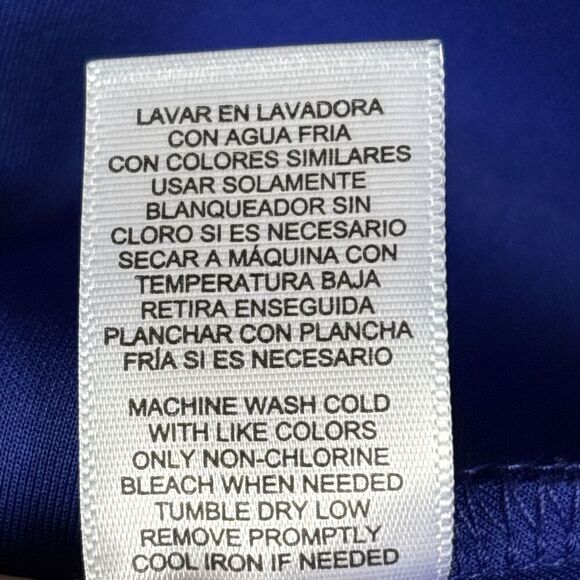 LAVAR EN LAVADORA
CON AGUA FRIA
CON COLORES SIMILARES
USAR SOLAMENTE
BLANQUEADOR SIN
CLORO SI ES NECESARIO
SECAR A MÁQUINA CON
TEMPERATURA BAJA
RETIRA ENSEGUIDA
PLANCHAR CON PLANCHA
FRÍA SI ES NECESARIO
MACHINE WASH COLD
WITH LIKE COLORS
ONLY NON-CHLORINE
BLEACH WHEN NEEDED
TUMBLE DRY LOW
REMOVE PROMPTLY
COOL IRON IF NEEDED